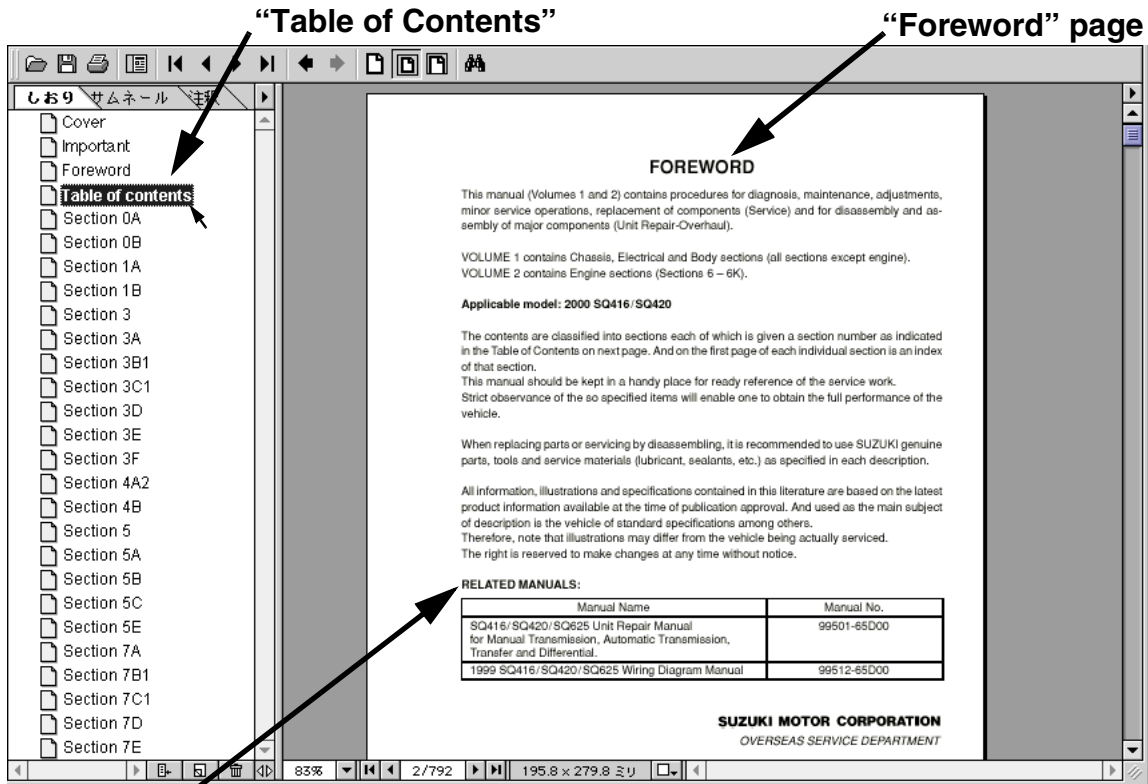 “Table of Contents”
“Foreword” page
しおり サムネール 注釈
Cover
Important
Foreword
Table of contents
Section 0A
Section 0B
Section 1A
Section 1B
Section 3
Section 3A
Section 3B1
Section 3C1
Section 3D
Section 3E
Section 3F
Section 4A2
Section 4B
Section 5
Section 5A
Section 5B
Section 5C
Section 5E
Section 7A
Section 7B1
Section 7C1
Section 7D
Section 7E
FOREWORD
This manual (Volumes 1 and 2) contains procedures for diagnosis, maintenance, adjustments,
minor service operations, replacement of components (Service) and for disassembly and as-
sembly of major components (Unit Repair-Overhaul).
VOLUME 1 contains Chassis, Electrical and Body sections (all sections except engine).
VOLUME 2 contains Engine sections (Sections 6 – 6K).
Applicable model: 2000 SQ416/SQ420
The contents are classified into sections each of which is given a section number as indicated
in the Table of Contents on next page. And on the first page of each individual section is an index
of that section.
This manual should be kept in a handy place for ready reference of the service work.
Strict observance of the so specified items will enable one to obtain the full performance of the
vehicle.
When replacing parts or servicing by disassembling, it is recommended to use SUZUKI genuine
parts, tools and service materials (lubricant, sealants, etc.) as specified in each description.
All information, illustrations and specifications contained in this literature are based on the latest
product information available at the time of publication approval. And used as the main subject
of description is the vehicle of standard specifications among others.
Therefore, note that illustrations may differ from the vehicle being actually serviced.
The right is reserved to make changes at any time without notice.
RELATED MANUALS:
Manual Name Manual No.
SQ416/SQ420/SQ625 Unit Repair Manual 99501-65D00
for Manual Transmission, Automatic Transmission,
Transfer and Differential.
1999 SQ416/SQ420/SQ625 Wiring Diagram Manual 99512-65D00
SUZUKI MOTOR CORPORATION
OVERSEAS SERVICE DEPARTMENT
83% 2/792 195.8 × 279.8 ミリ